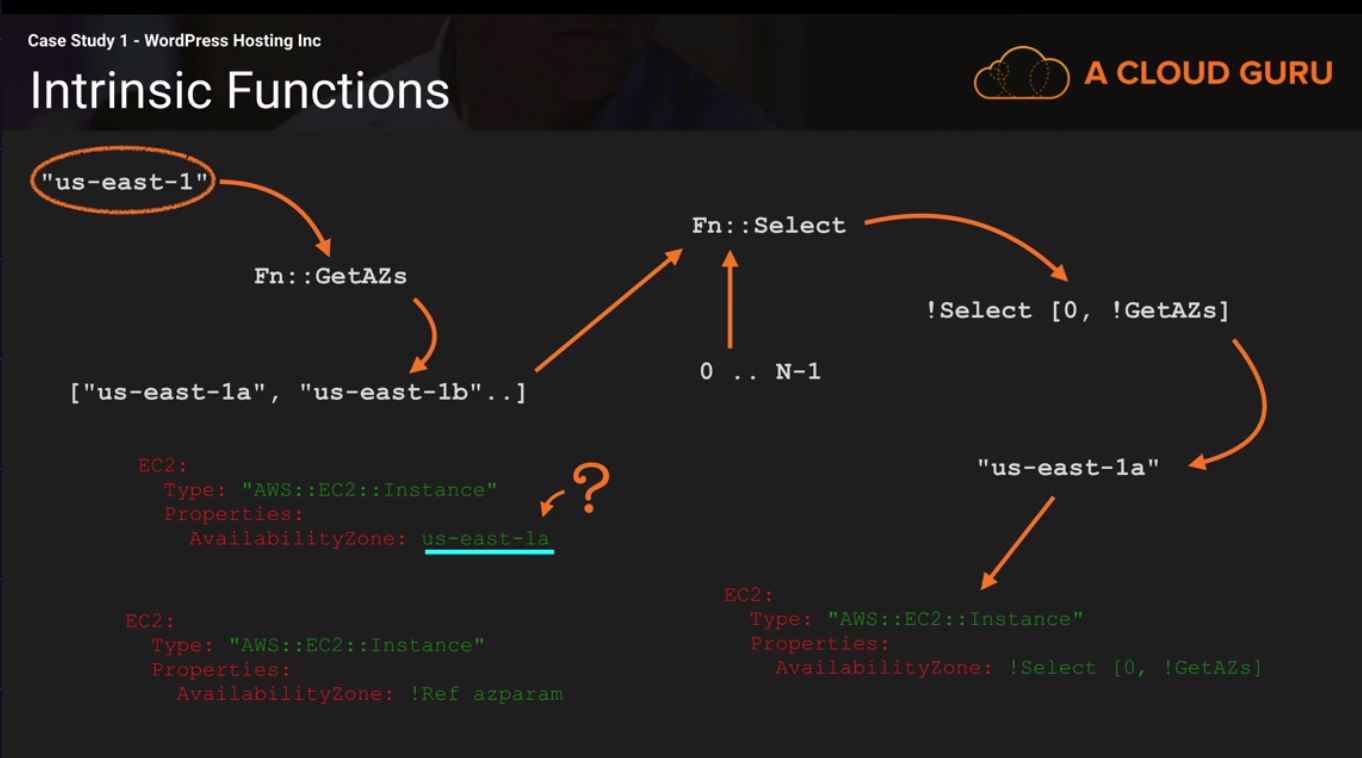 Case Study 1 - WordPress Hosting Inc
Intrinsic Functions
A CLOUD GURU
"us-east-1"
Fn::GetAZs
["us-east-1a", "us-east-1b"..]
Fn::Select
0 .. N-1
!Select [0, !GetAZs]
"us-east-1a"
EC2:
Type: "AWS::EC2::Instance"
Properties:
AvailabilityZone: us-east-1a
?
EC2:
Type: "AWS::EC2::Instance"
Properties:
AvailabilityZone: !Ref azparam
EC2:
Type: "AWS::EC2::Instance"
Properties:
AvailabilityZone: !Select [0, !GetAZs]